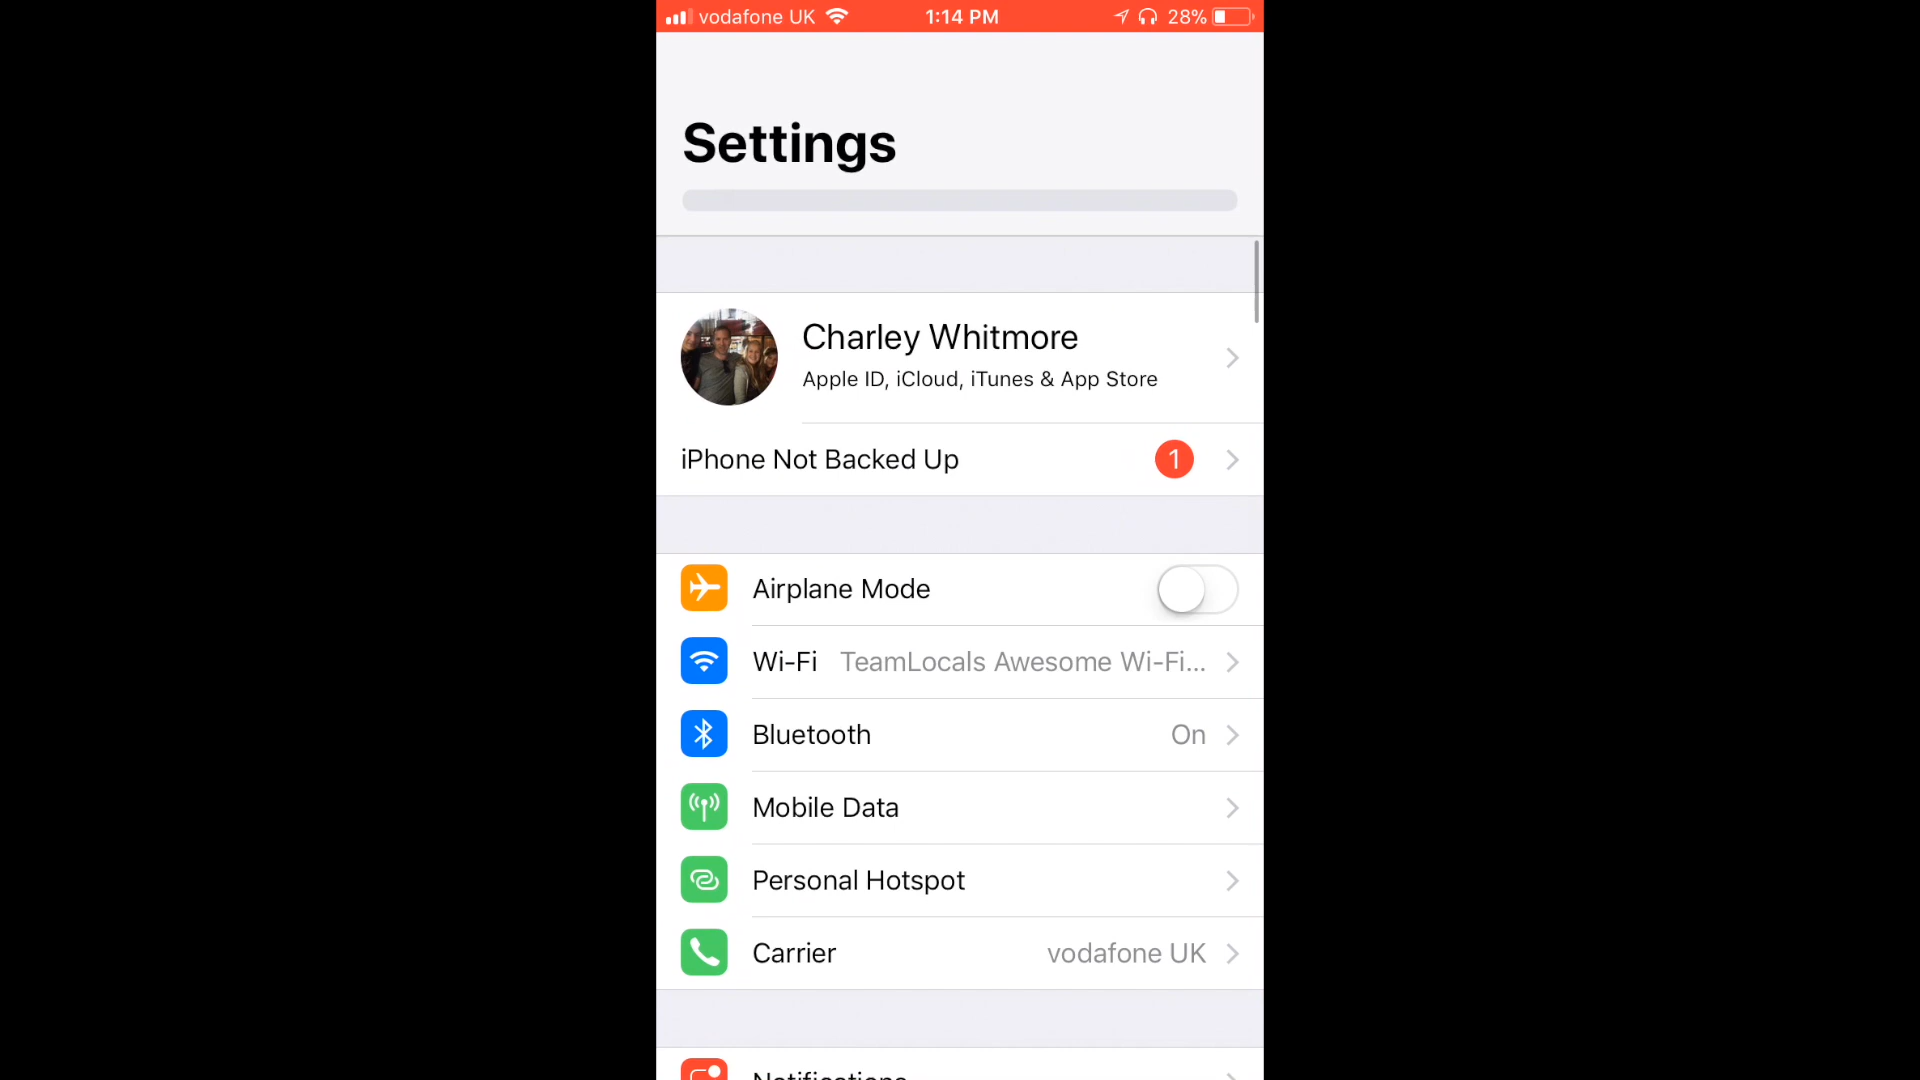 vodafone UK 1:14 PM 28%
Settings
Charley Whitmore
Apple ID, iCloud, iTunes & App Store
iPhone Not Backed Up 1
Airplane Mode
Wi-Fi TeamLocals Awesome Wi-Fi...
Bluetooth On
Mobile Data
Personal Hotspot
Carrier vodafone UK
Notifications